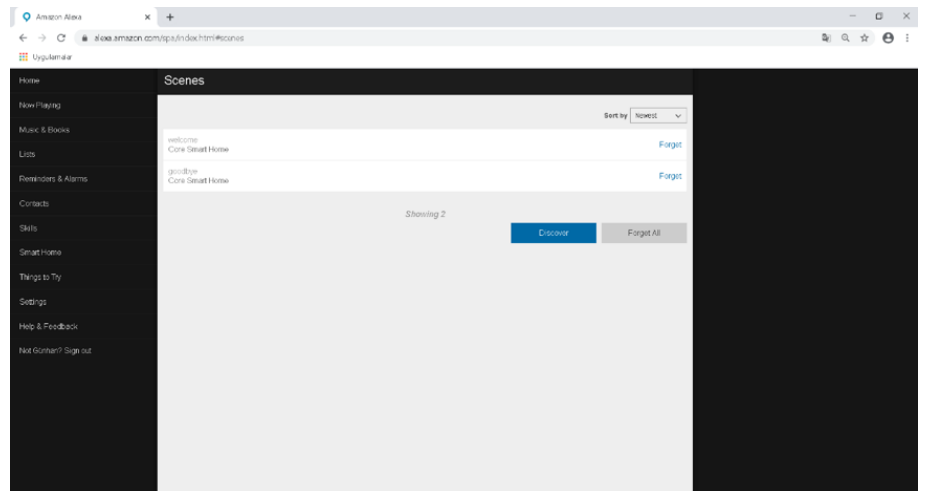 Amazon Alexa
alexa.amazon.com/spa/index.html#scenes
Uygulamalar
Home
Now Playing
Music & Books
Lists
Reminders & Alarms
Contacts
Skills
Smart Home
Things to Try
Settings
Help & Feedback
Not Günhan? Sign out
Scenes
Sort by Newest
welcome
Core Smart Home
Forget
goodbye
Core Smart Home
Forget
Showing 2
Discover
Forget All